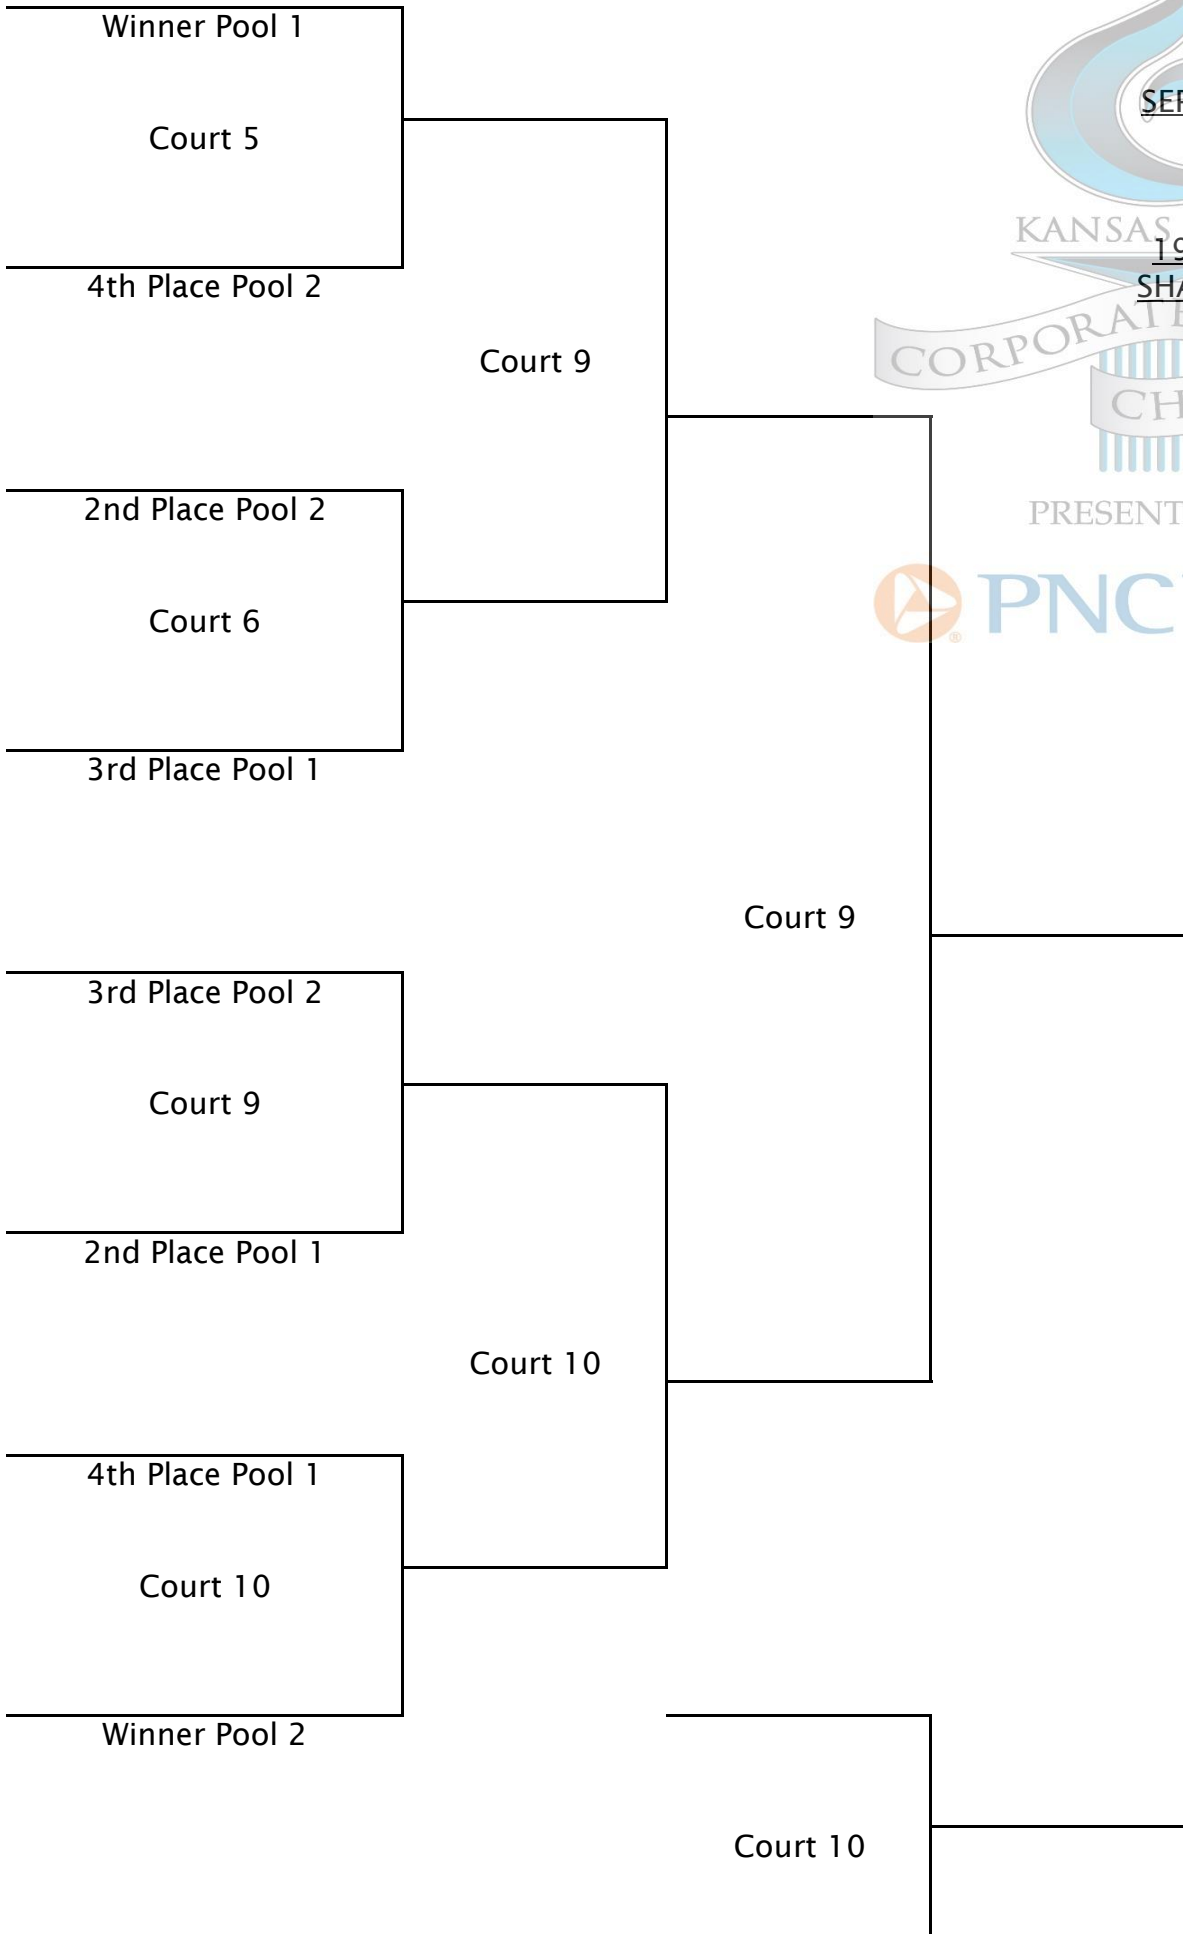 Winner Pool 1
Court 5
4th Place Pool 2
Court 9
2nd Place Pool 2
Court 6
3rd Place Pool 1
Court 9
3rd Place Pool 2
Court 9
2nd Place Pool 1
Court 10
4th Place Pool 1
Court 10
Winner Pool 2
Court 10
KANSAS
CORPORATE
PNC